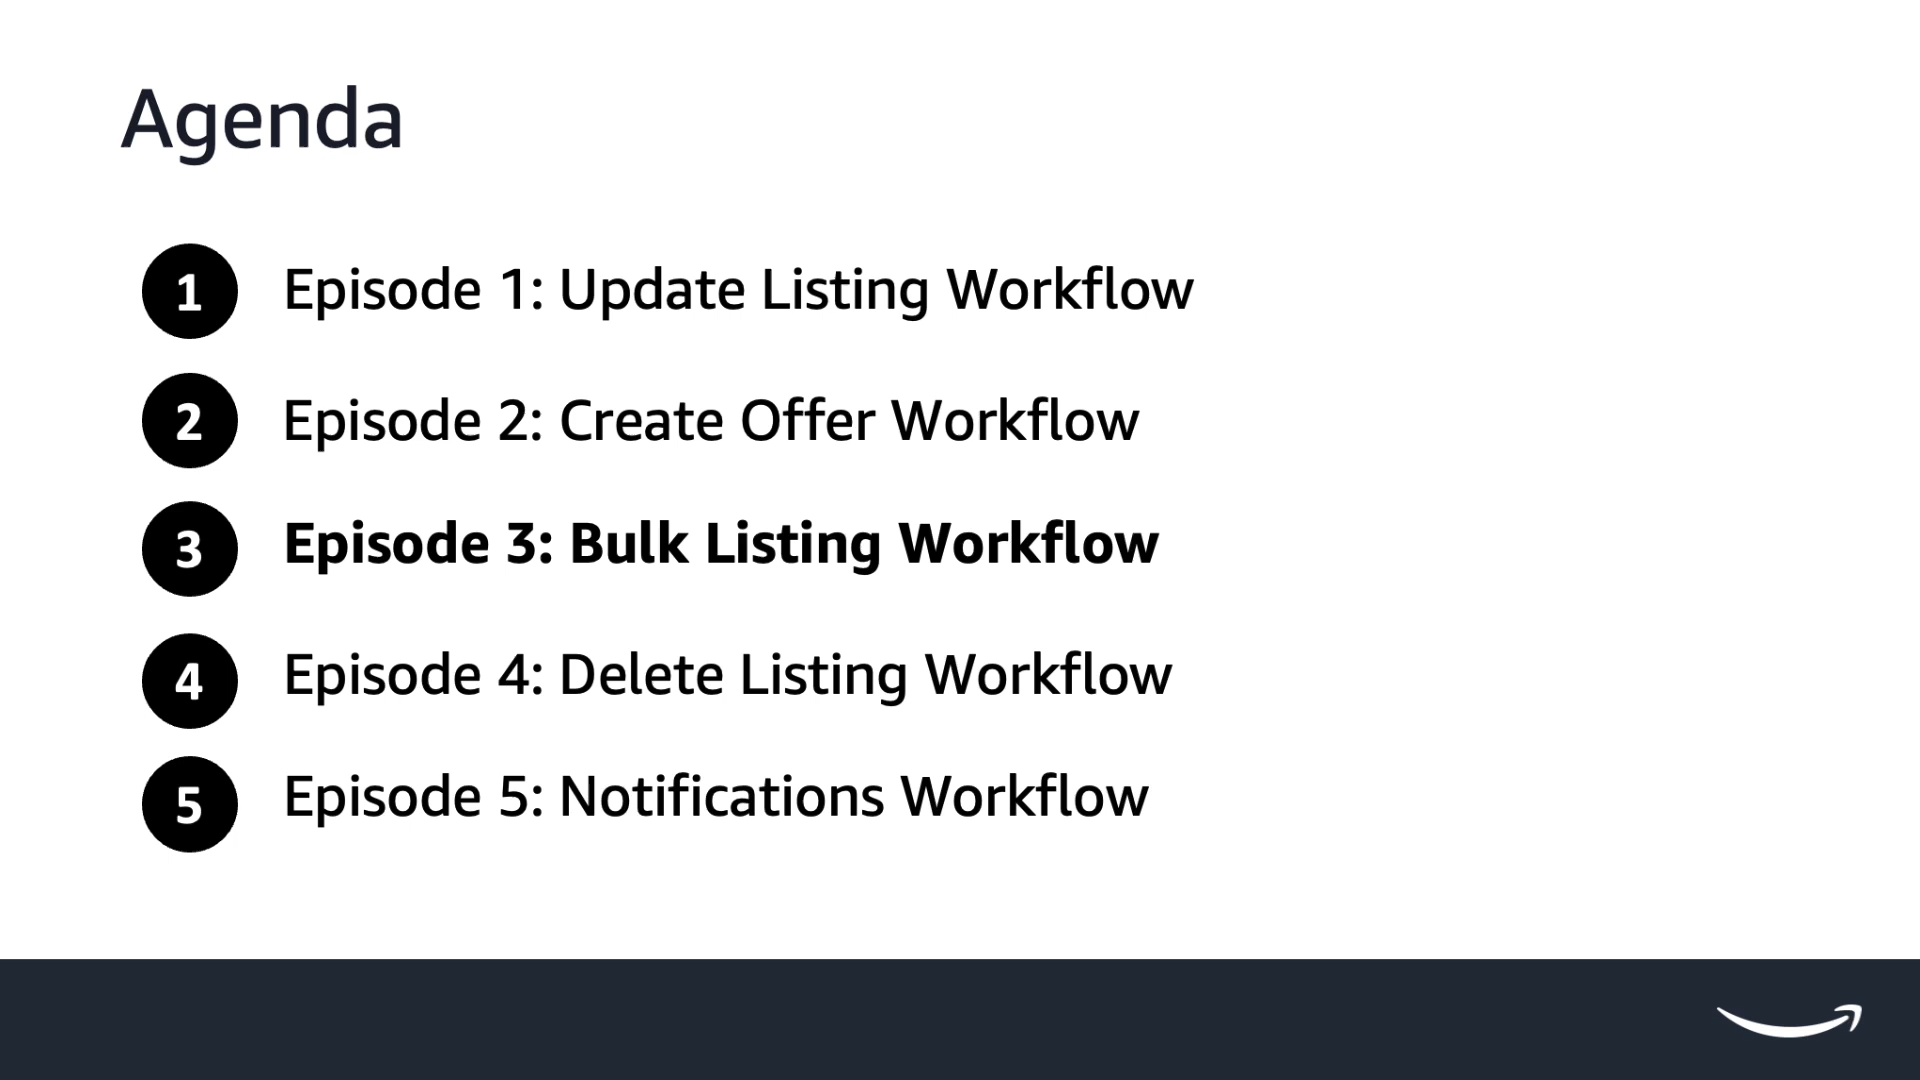 Agenda
1 Episode 1: Update Listing Workflow
2 Episode 2: Create Offer Workflow
3 Episode 3: Bulk Listing Workflow
4 Episode 4: Delete Listing Workflow
5 Episode 5: Notifications Workflow